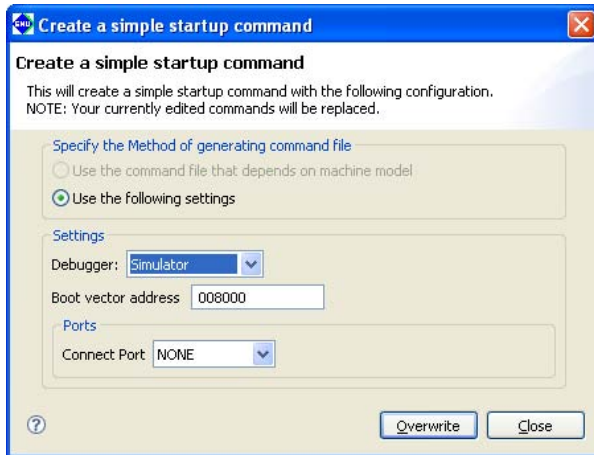 GNU
Create a simple startup command
Create a simple startup command
This will create a simple startup command with the following configuration.
NOTE: Your currently edited commands will be replaced.
Specify the Method of generating command file
Use the command file that depends on machine model
Use the following settings
Settings
Debugger: Simulator
Boot vector address 008000
Ports
Connect Port NONE
?
Overwrite Close